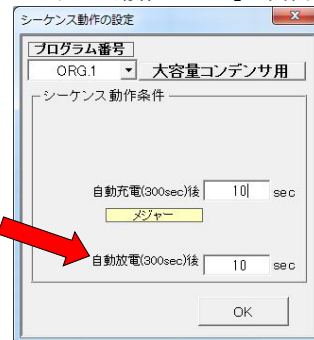 シーケンス動作の設定
プログラム番号
ORG.1 大容量コンデンサ用
シーケンス動作条件
自動充電(300sec)後 10 sec
メジャー
自動放電(300sec)後 10 sec
OK